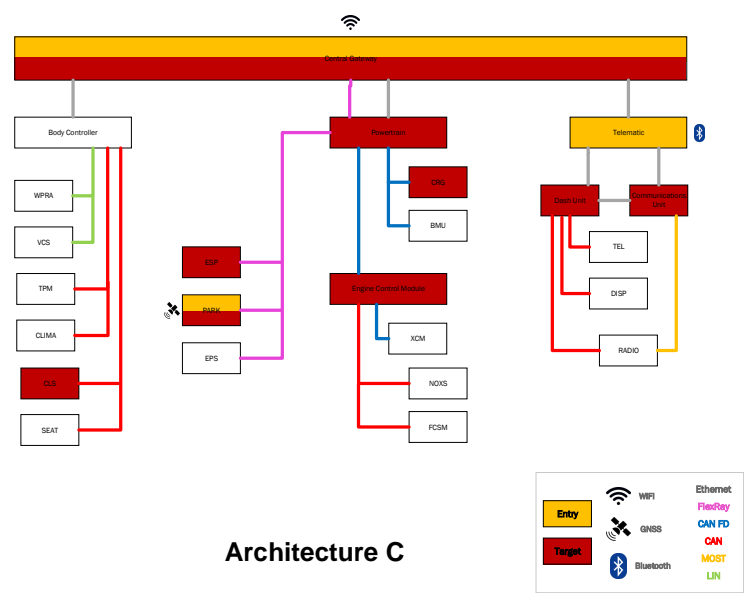 Central Gateway
Body Controller
Powertrain
Telematic
WPRA
CRG
Dash Unit
Communications Unit
VCS
BMU
TEL
ESP
TPM
Engine Control Module
DISP
PARK
CLIMA
XCM
RADIO
EPS
CLS
NOXS
SEAT
FCSM
Architecture C
Entry
Target
WIFI
GNSS
Bluetooth
Ethernet
FlexRay
CAN FD
CAN
MOST
LIN